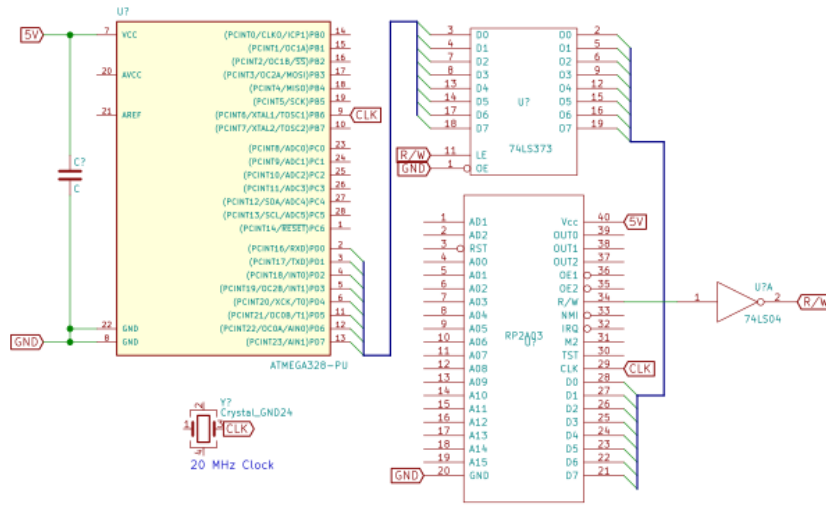 U?
5V
7 VCC
20 AVCC
21 AREF
22 GND
8 GND
GND
(PCINT0/CLKO/ICP1)PB0 14
(PCINT1/OC1A)PB1 15
(PCINT2/OC1B/SS)PB2 16
(PCINT3/OC2A/MOSI)PB3 17
(PCINT4/MISO)PB4 18
(PCINT5/SCK)PB5 19
(PCINT6/XTAL1/TOSC1)PB6 9 CLK
(PCINT7/XTAL2/TOSC2)PB7 10
(PCINT8/ADC0)PC0 23
(PCINT9/ADC1)PC1 24
(PCINT10/ADC2)PC2 25
(PCINT11/ADC3)PC3 26
(PCINT12/SDA/ADC4)PC4 27
(PCINT13/SCL/ADC5)PC5 28
(PCINT14/RESET)PC6 1
(PCINT16/RXD)PD0 2
(PCINT17/TXD)PD1 3
(PCINT18/INT0)PD2 4
(PCINT19/OC2B/INT1)PD3 5
(PCINT20/XCK/T0)PD4 6
(PCINT21/OC0B/T1)PD5 11
(PCINT22/OC0A/AIN0)PD6 12
(PCINT23/AIN1)PD7 13
ATMEGA328-PU
C?
C
Y?
Crystal_GND24
1 2 3 4
CLK
20 MHz Clock
3 D0 O0 2
4 D1 O1 5
7 D2 O2 6
8 D3 O3 9
13 D4 O4 12
14 D5 O5 15
17 D6 O6 16
18 D7 O7 19
U?
74LS373
R/W 11 LE
GND 1 OE
1 AD1 Vcc 40 5V
2 AD2 OUT0 39
3 RST OUT1 38
4 A00 OUT2 37
5 A01 OE1 36
6 A02 OE2 35
7 A03 R/W 34
8 A04 NMI 33
9 A05 IRQ 32
10 A06 M2 31
11 A07 TST 30
12 A08 CLK 29 CLK
13 A09 D0 28
14 A10 D1 27
15 A11 D2 26
16 A12 D3 25
17 A13 D4 24
18 A14 D5 23
19 A15 D6 22
GND 20 GND D7 21
RP2A03
U?
U?A
1 2 R/W
74LS04